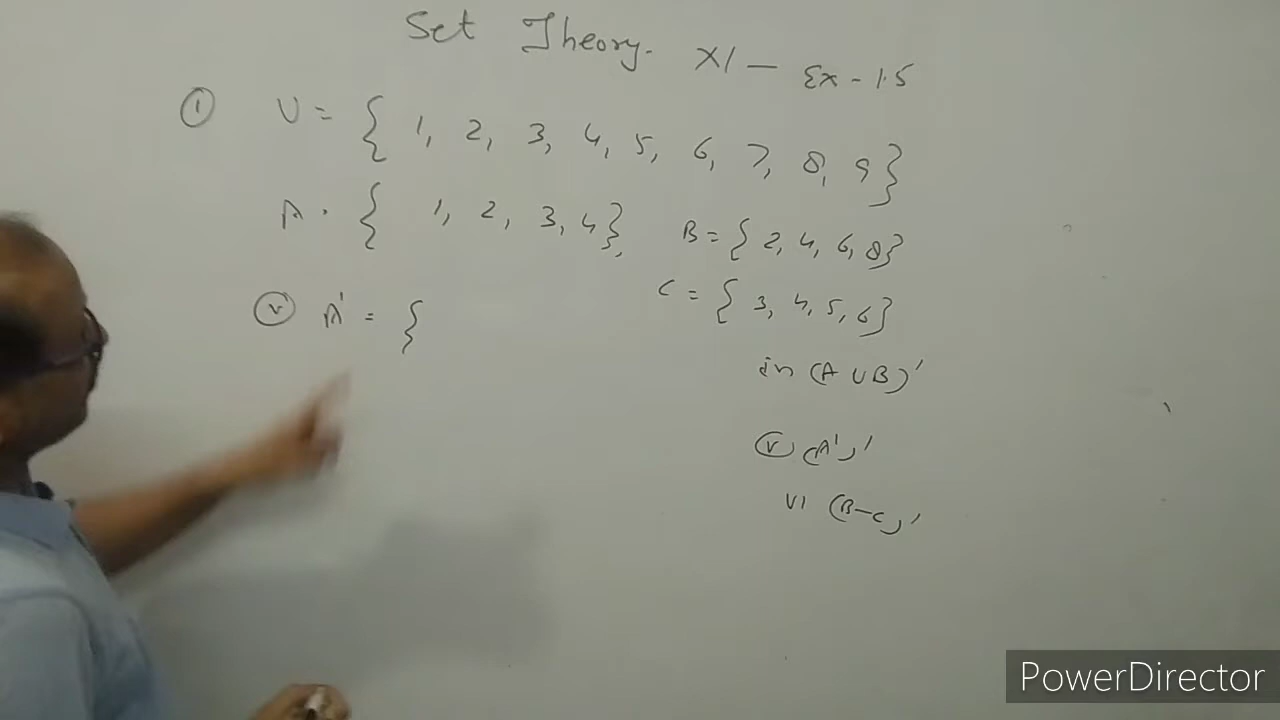 Set Theory. XI - Ex - 1.5
① U = { 1, 2, 3, 4, 5, 6, 7, 8, 9 }
A = { 1, 2, 3, 4 }, B = { 2, 4, 6, 8 }
C = { 3, 4, 5, 6 }
Ⓥ A' = {
(A ∪ B)'
Ⓥ (A')'
VI (B-C)'
PowerDirector